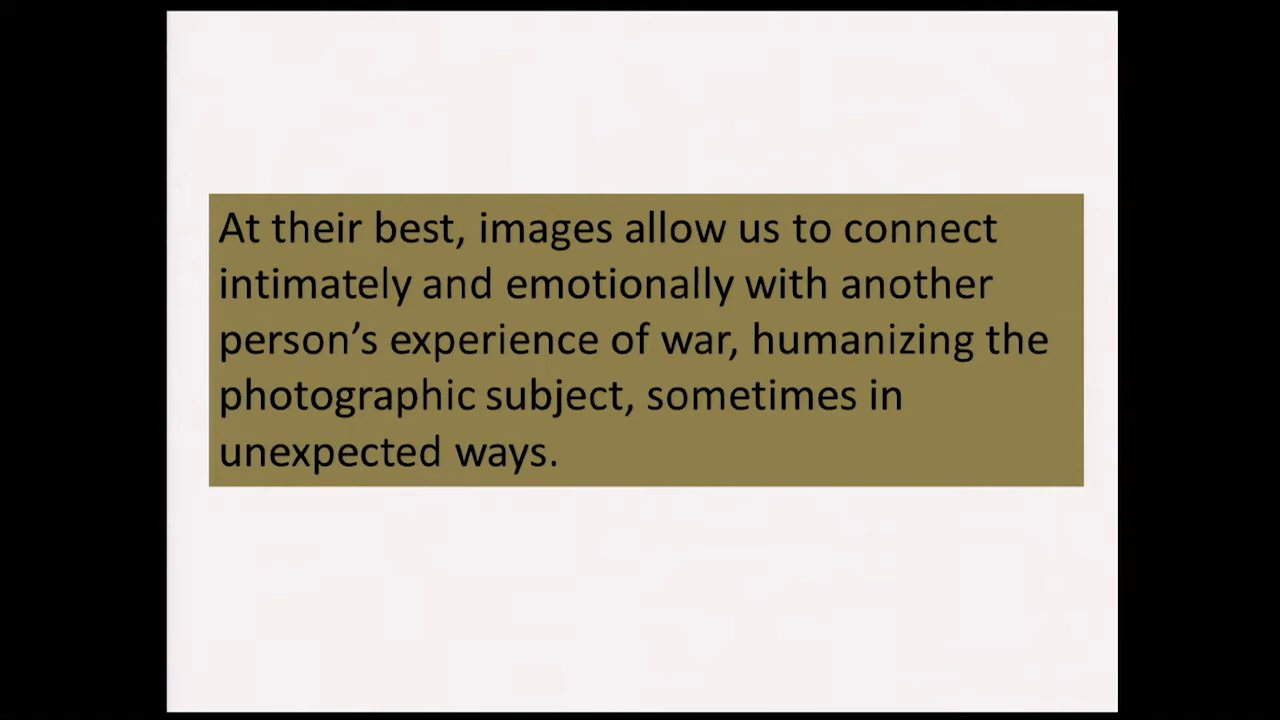 At their best, images allow us to connect
intimately and emotionally with another
person’s experience of war, humanizing the
photographic subject, sometimes in
unexpected ways.